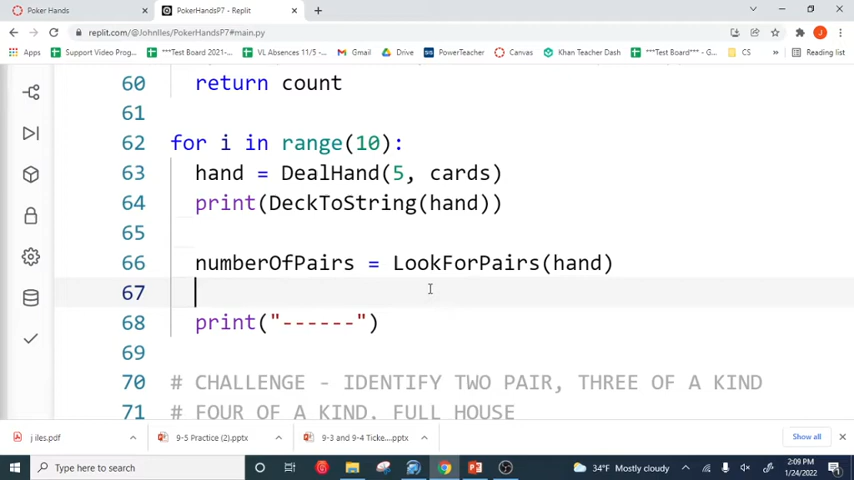 Poker Hands
PokerHandsP7 - Replit
replit.com/@JohnIles/PokerHandsP7#main.py
Apps
Support Video Progr...
*Test Board 2021-...
VL Absences 11/5 -...
Gmail
Drive
SIS
PowerTeacher
Canvas
Khan Teacher Dash
***Test Board*** - G...
CS
Reading list
60 return count
61
62 for i in range(10):
63 hand = DealHand(5, cards)
64 print(DeckToString(hand))
65
66 numberOfPairs = LookForPairs(hand)
67
68 print("------")
69
70 # CHALLENGE - IDENTIFY TWO PAIR, THREE OF A KIND
71 # FOUR OF A KIND, FULL HOUSE
j iles.pdf
9-5 Practice (2).pptx
9-3 and 9-4 Ticke....pptx
Show all
Type here to search
34°F Mostly cloudy
2:09 PM
1/24/2022